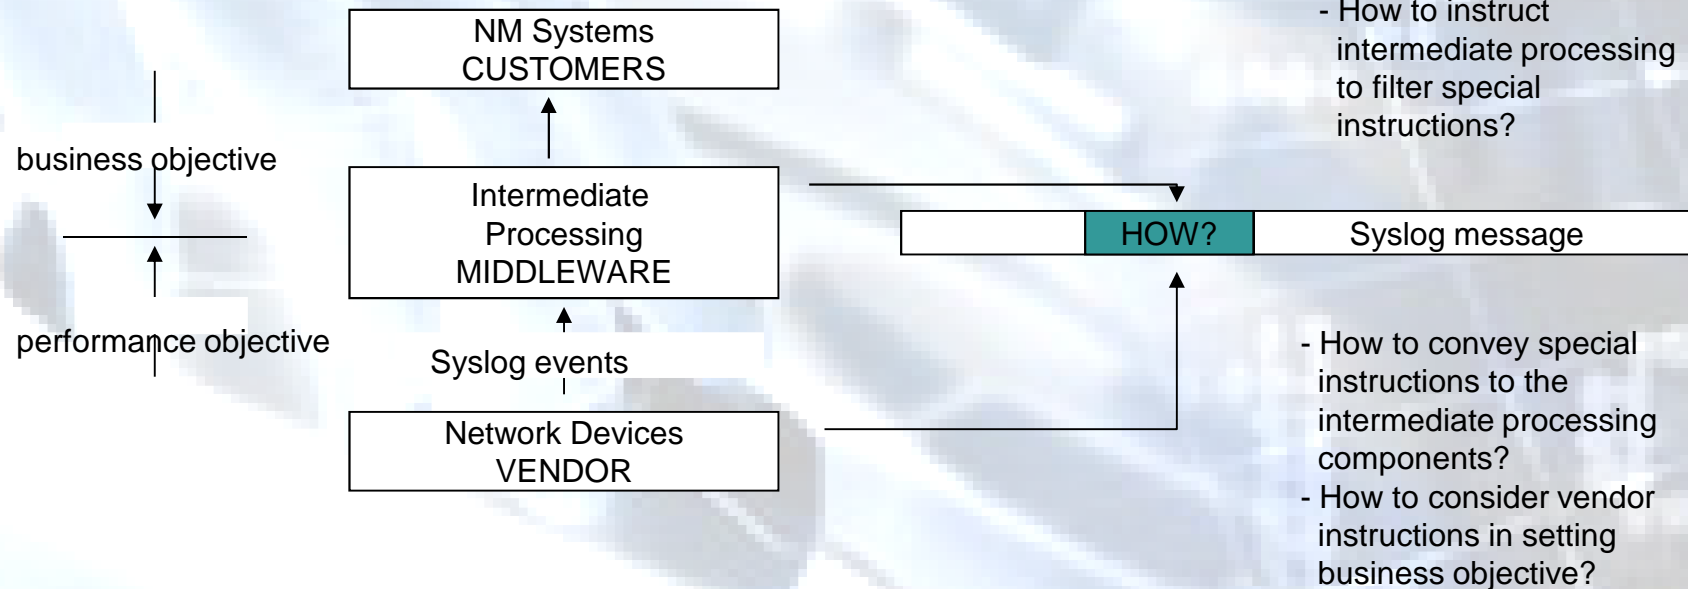 NM Systems
CUSTOMERS
- How to instruct
intermediate processing
to filter special
instructions?
business objective
Intermediate
Processing
MIDDLEWARE
HOW?
Syslog message
performance objective
Syslog events
Network Devices
VENDOR
- How to convey special
instructions to the
intermediate processing
components?
- How to consider vendor
instructions in setting
business objective?